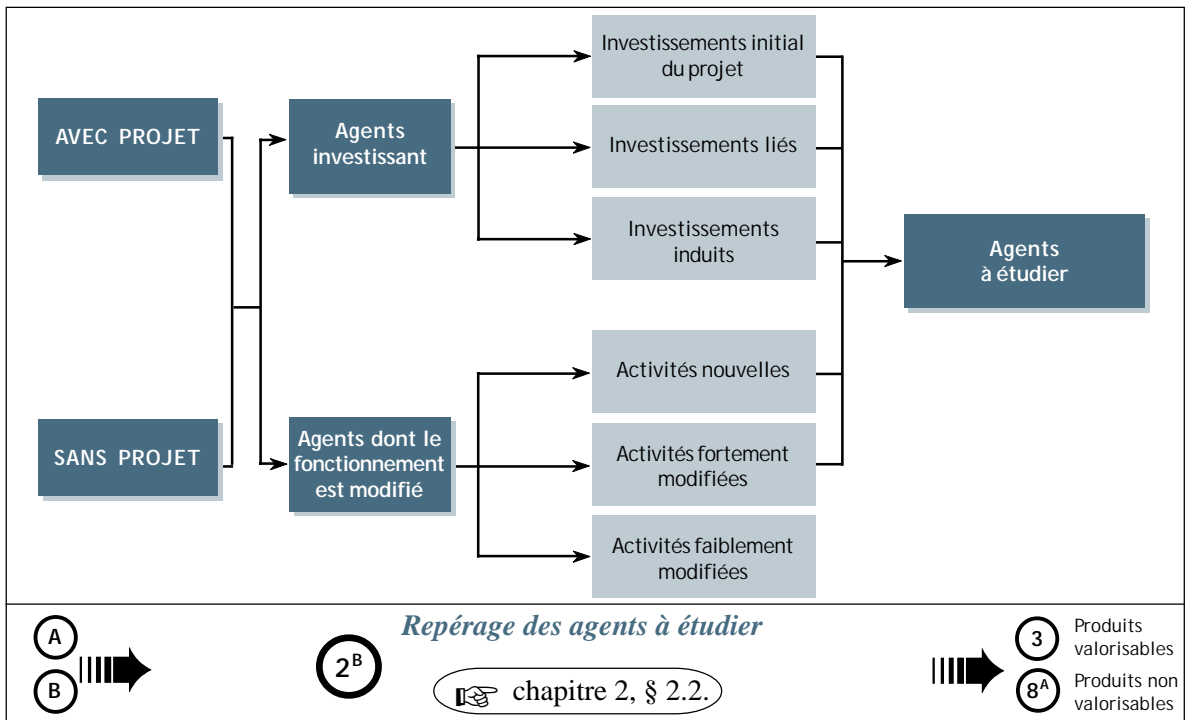 AVEC PROJET
SANS PROJET
Agents
investissant
Agents dont le
fonctionnement
est modifié
Investissements initial
du projet
Investissements liés
Investissements
induits
Activités nouvelles
Activités fortement
modifiées
Activités faiblement
modifiées
Agents
à étudier
A
B
2B
Repérage des agents à étudier
chapitre 2, § 2.2.
3
Produits
valorisables
8A
Produits non
valorisables